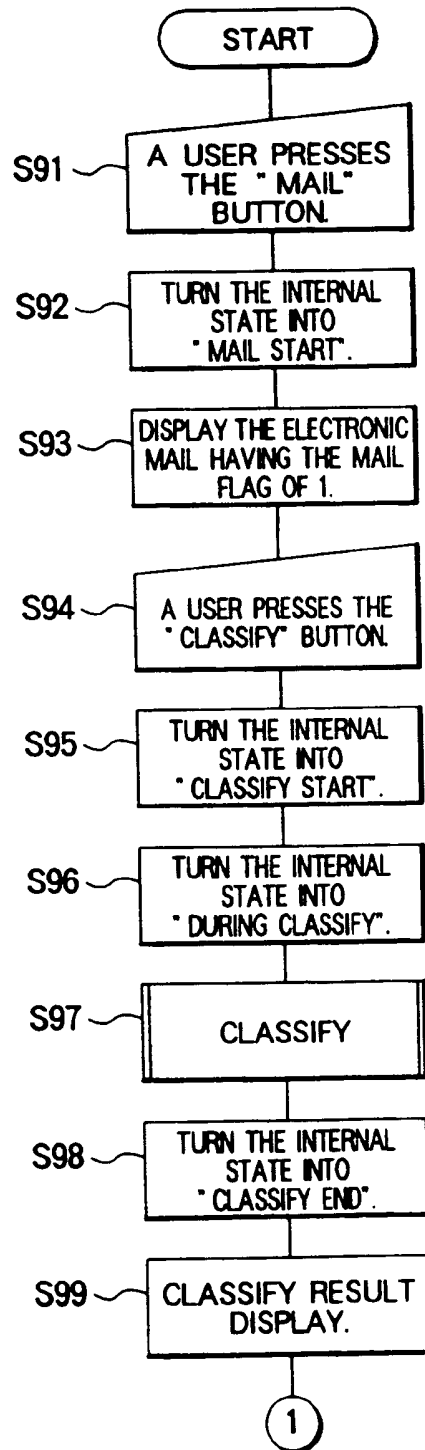 START
S91
A USER PRESSES
THE " MAIL"
BUTTON.
S92
TURN THE INTERNAL
STATE INTO
"MAIL START".
S93
DISPLAY THE ELECTRONIC
MAIL HAVING THE MAIL
FLAG OF 1.
S94
A USER PRESSES THE
"CLASSIFY" BUTTON.
S95
TURN THE INTERNAL
STATE INTO
"CLASSIFY START".
S96
TURN THE INTERNAL
STATE INTO
"DURING CLASSIFY".
S97
CLASSIFY
S98
TURN THE INTERNAL
STATE INTO
"CLASSIFY END".
S99
CLASSIFY RESULT
DISPLAY.
1